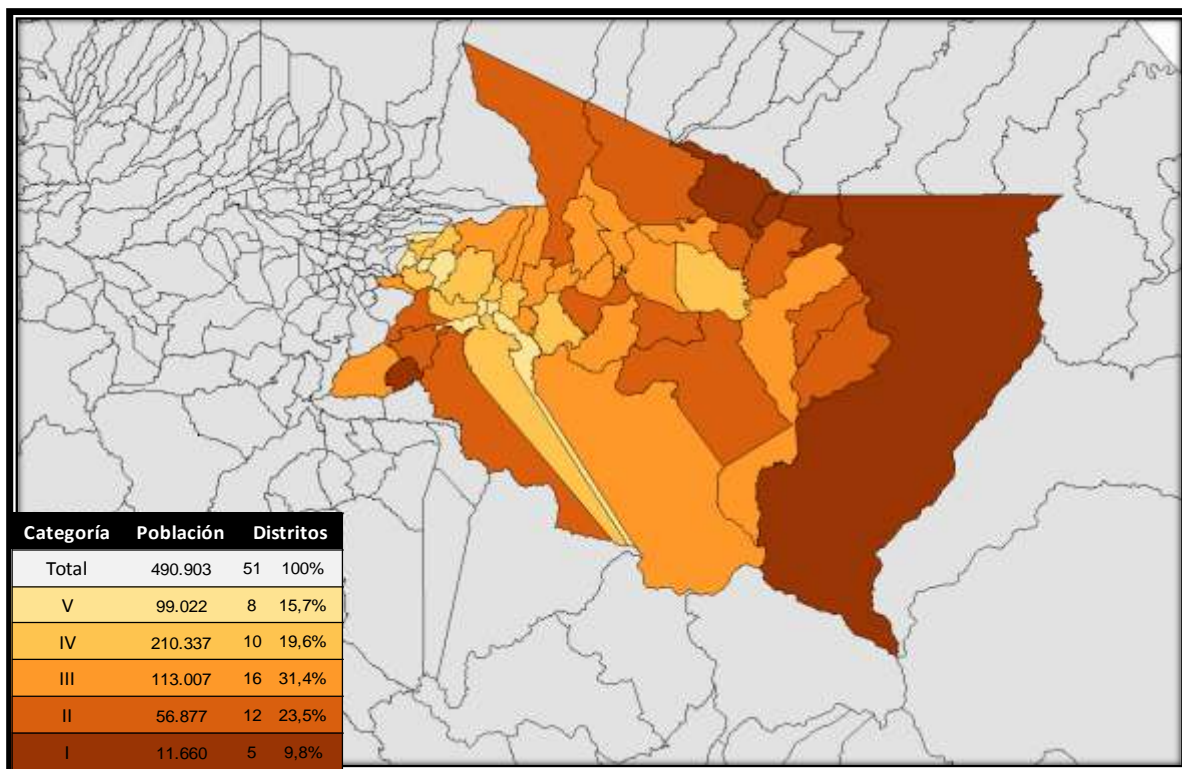 Categoría Población Distritos
Total 490.903 51 100%
V 99.022 8 15,7%
IV 210.337 10 19,6%
III 113.007 16 31,4%
II 56.877 12 23,5%
I 11.660 5 9,8%